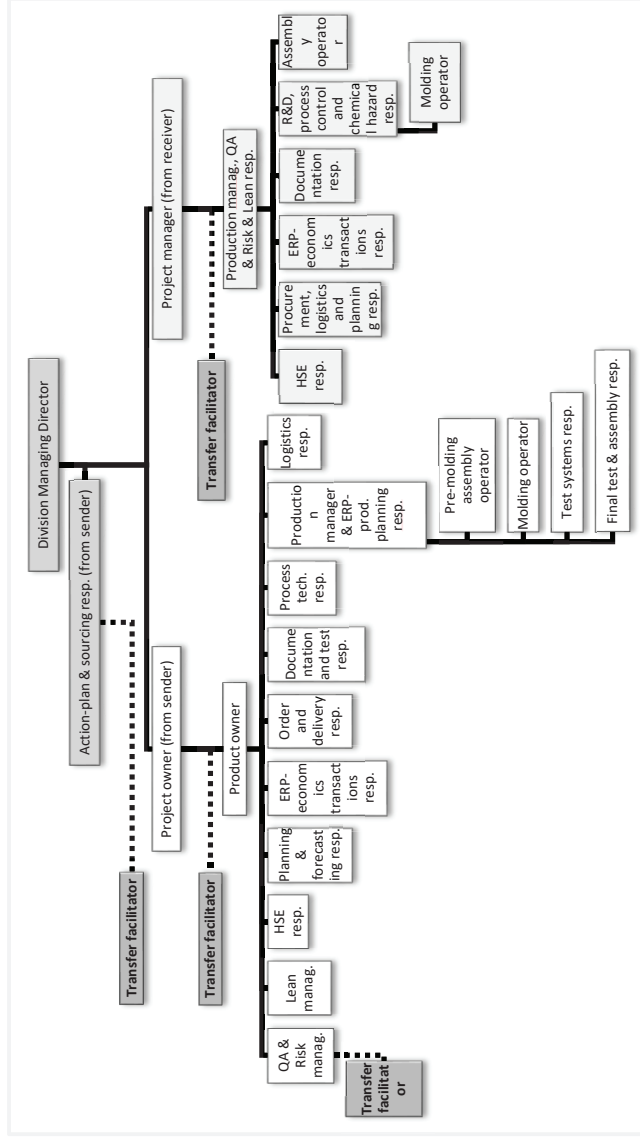 Division Managing Director
Action-plan & sourcing resp. (from sender)
Transfer facilitator
Project owner (from sender)
Project manager (from receiver)
Transfer facilitator
Transfer facilitator
Product owner
Production manag., QA
& Risk & Lean resp.
QA &
Risk
manag.
Lean
manag.
HSE
resp.
Planning
&
forecast
ing resp.
ERP-
econom
ics
transact
ions
resp.
Order
and
delivery
resp.
Docume
ntation
and test
resp.
Process
tech.
resp.
Productio
n
manager
& ERP-
prod.
planning
resp.
Logistics
resp.
HSE
resp.
Procure
ment,
logistics
and
plannin
g resp.
ERP-
econom
ics
transact
ions
resp.
Docume
ntation
resp.
R&D,
process
control
and
chemica
l hazard
resp.
Assembl
y
operato
r
Transfer
facilitat
or
Pre-molding
assembly
operator
Molding operator
Test systems resp.
Final test & assembly resp.
Molding
operator